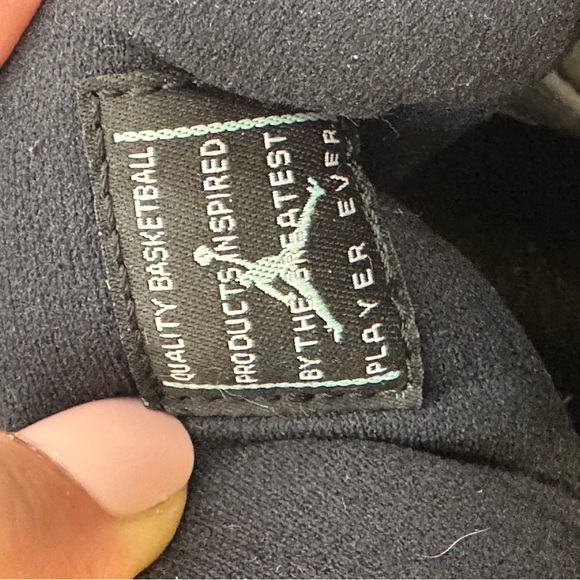 QUALITY BASKETBALL
PRODUCTS INSPIRED
BY THE GREATEST
PLAYER EVER